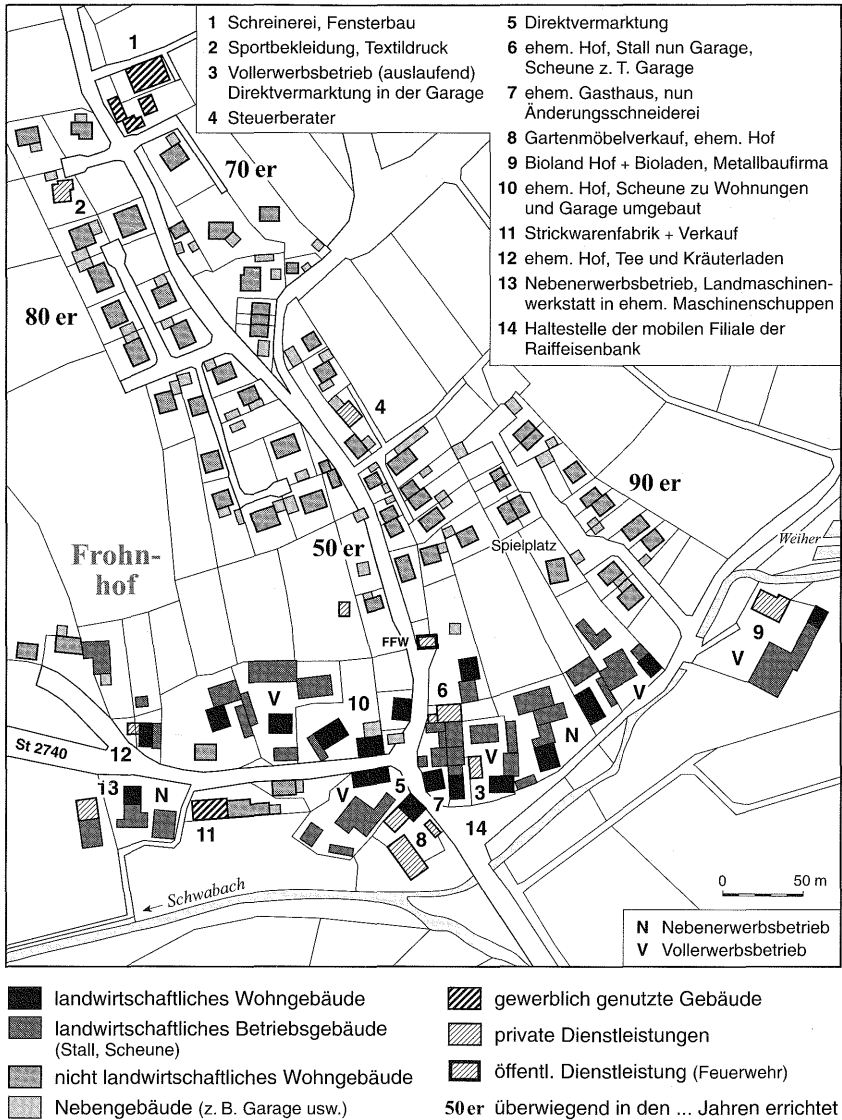 1 Schreinerei, Fensterbau
2 Sportbekleidung, Textildruck
3 Vollerwerbsbetrieb (auslaufend)
Direktvermarktung in der Garage
4 Steuerberater
5 Direktvermarktung
6 ehem. Hof, Stall nun Garage,
Scheune z. T. Garage
7 ehem. Gasthaus, nun
Änderungsschneiderei
8 Gartenmöbelverkauf, ehem. Hof
9 Bioland Hof + Bioladen, Metallbaufirma
10 ehem. Hof, Scheune zu Wohnungen
und Garage umgebaut
11 Strickwarenfabrik + Verkauf
12 ehem. Hof, Tee und Kräuterladen
13 Nebenerwerbsbetrieb, Landmaschinen-
werkstatt in ehem. Maschinenschuppen
14 Haltestelle der mobilen Filiale der
Raiffeisenbank
1
70 er
2
80 er
4
90 er
50 er
Spielplatz
Weiher
Frohn-
hof
FFW
9
V
6
V
10
V
N
St 2740
12
V
13
N
V
5
7
3
11
8
14
Schwabach
0 50 m
N Nebenerwerbsbetrieb
V Vollerwerbsbetrieb
landwirtschaftliches Wohngebäude
landwirtschaftliches Betriebsgebäude
(Stall, Scheune)
nicht landwirtschaftliches Wohngebäude
Nebengebäude (z. B. Garage usw.)
gewerblich genutzte Gebäude
private Dienstleistungen
öffentl. Dienstleistung (Feuerwehr)
50 er überwiegend in den ... Jahren errichtet